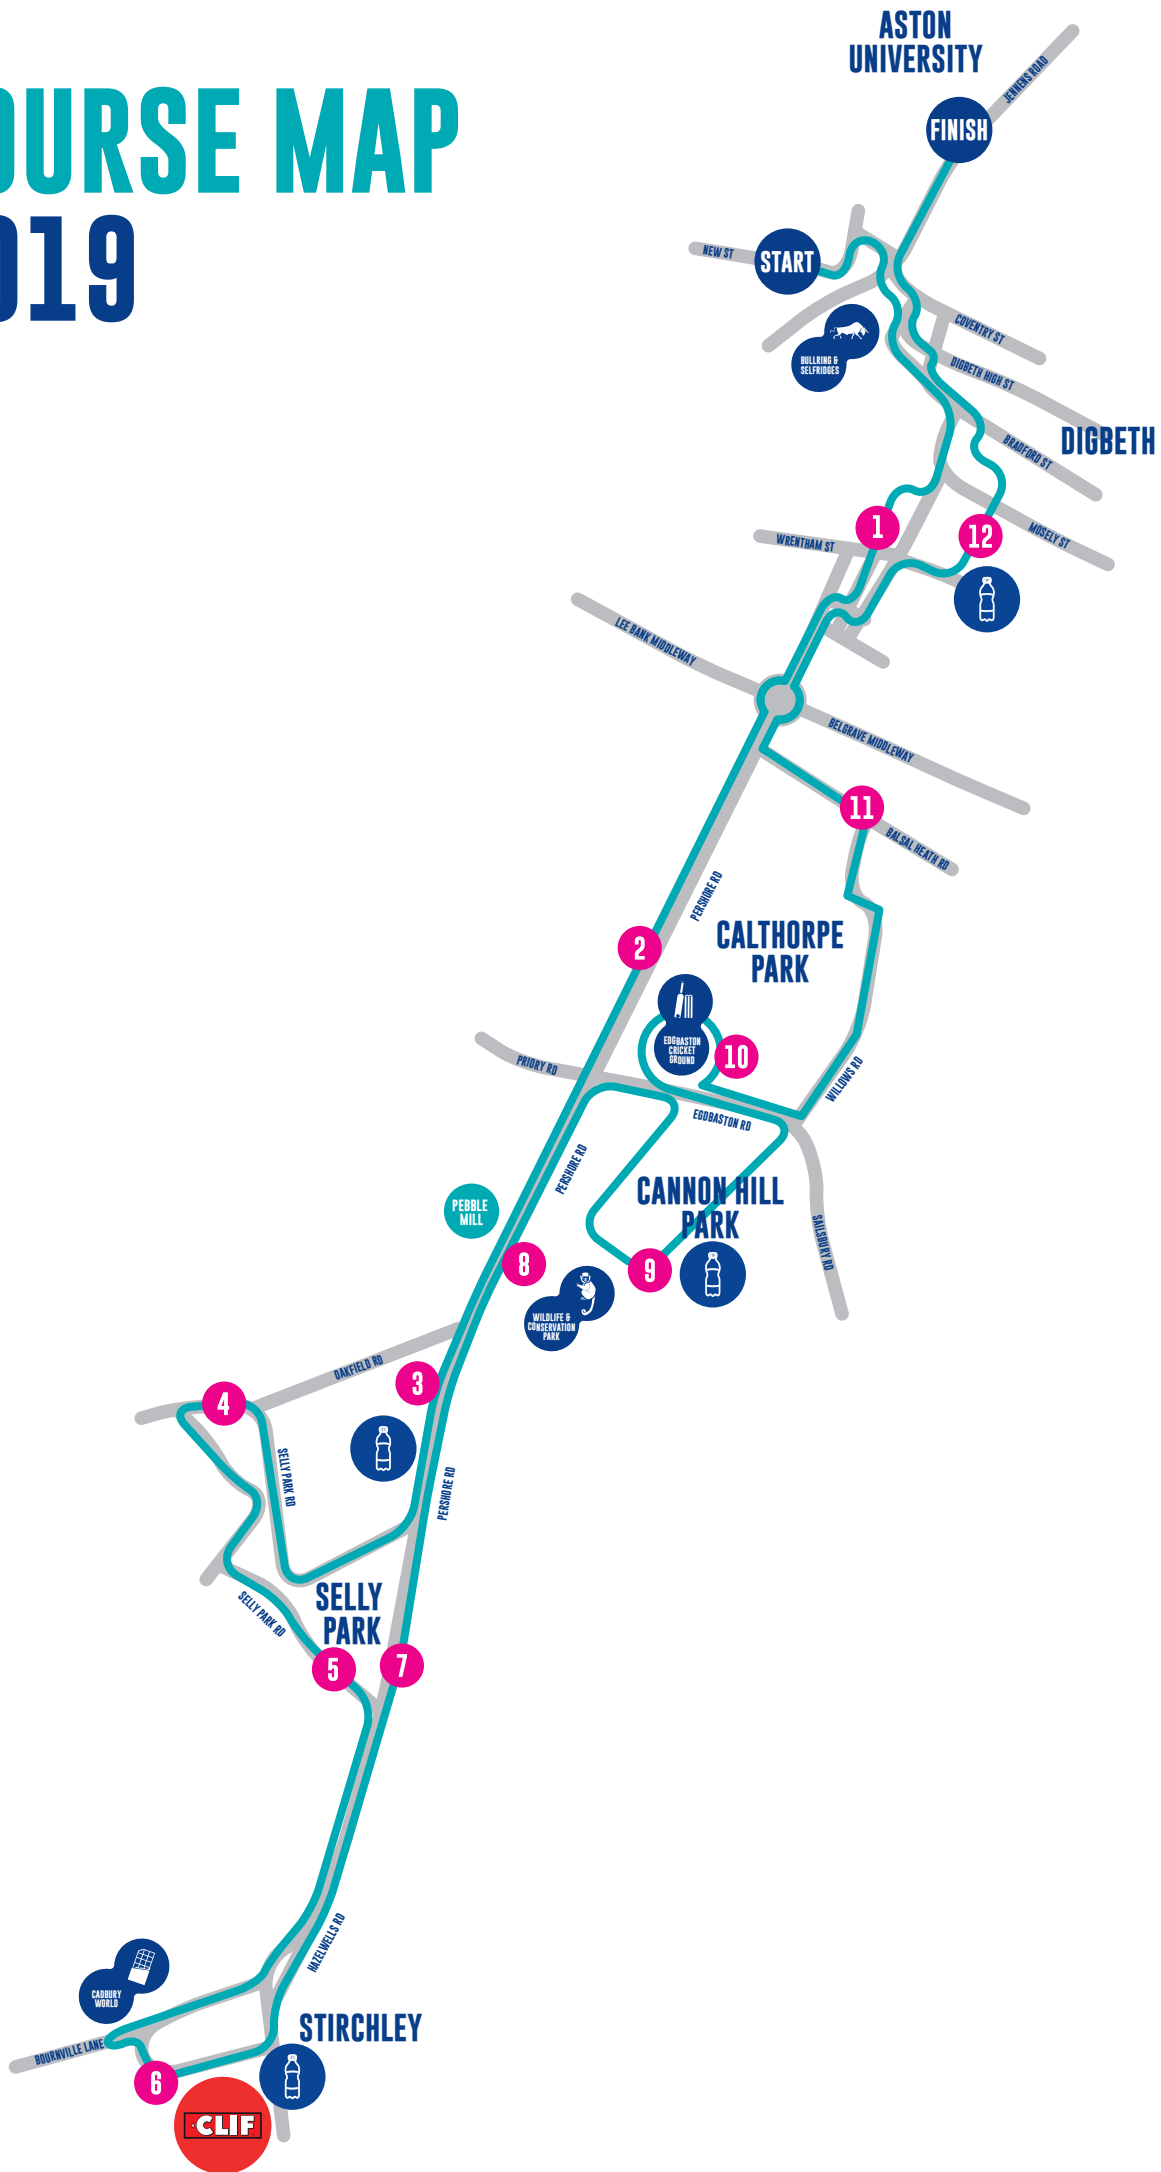 OURSE MAP
019
ASTON
UNIVERSITY
JENNENS ROAD
FINISH
NEW ST
START
COVENTRY ST
BULLRING &
SELFRIDGES
DIGBETH HIGH ST
DIGBETH
BRADFORD ST
MOSELY ST
1
12
WRENTHAM ST
LEE BANK MIDDLEWAY
BELGRAVE MIDDLEWAY
11
BALSAL HEATH RD
PERSHORE RD
2
CALTHORPE
PARK
EDGBASTON
CRICKET
GROUND
10
PRIORY RD
WILLOWS RD
EGDBASTON RD
PERSHORE RD
CANNON HILL
PARK
PEBBLE
MILL
SAILSBURY RD
8
9
WILDLIFE &
CONSERVATION
PARK
OAKFIELD RD
3
4
SELLY PARK RD
PERSHORE RD
SELLY
PARK
SELLY PARK RD
5
7
HAZELWELLS RD
CADBURY
WORLD
STIRCHLEY
BOURNVILLE LANE
6
CLIF